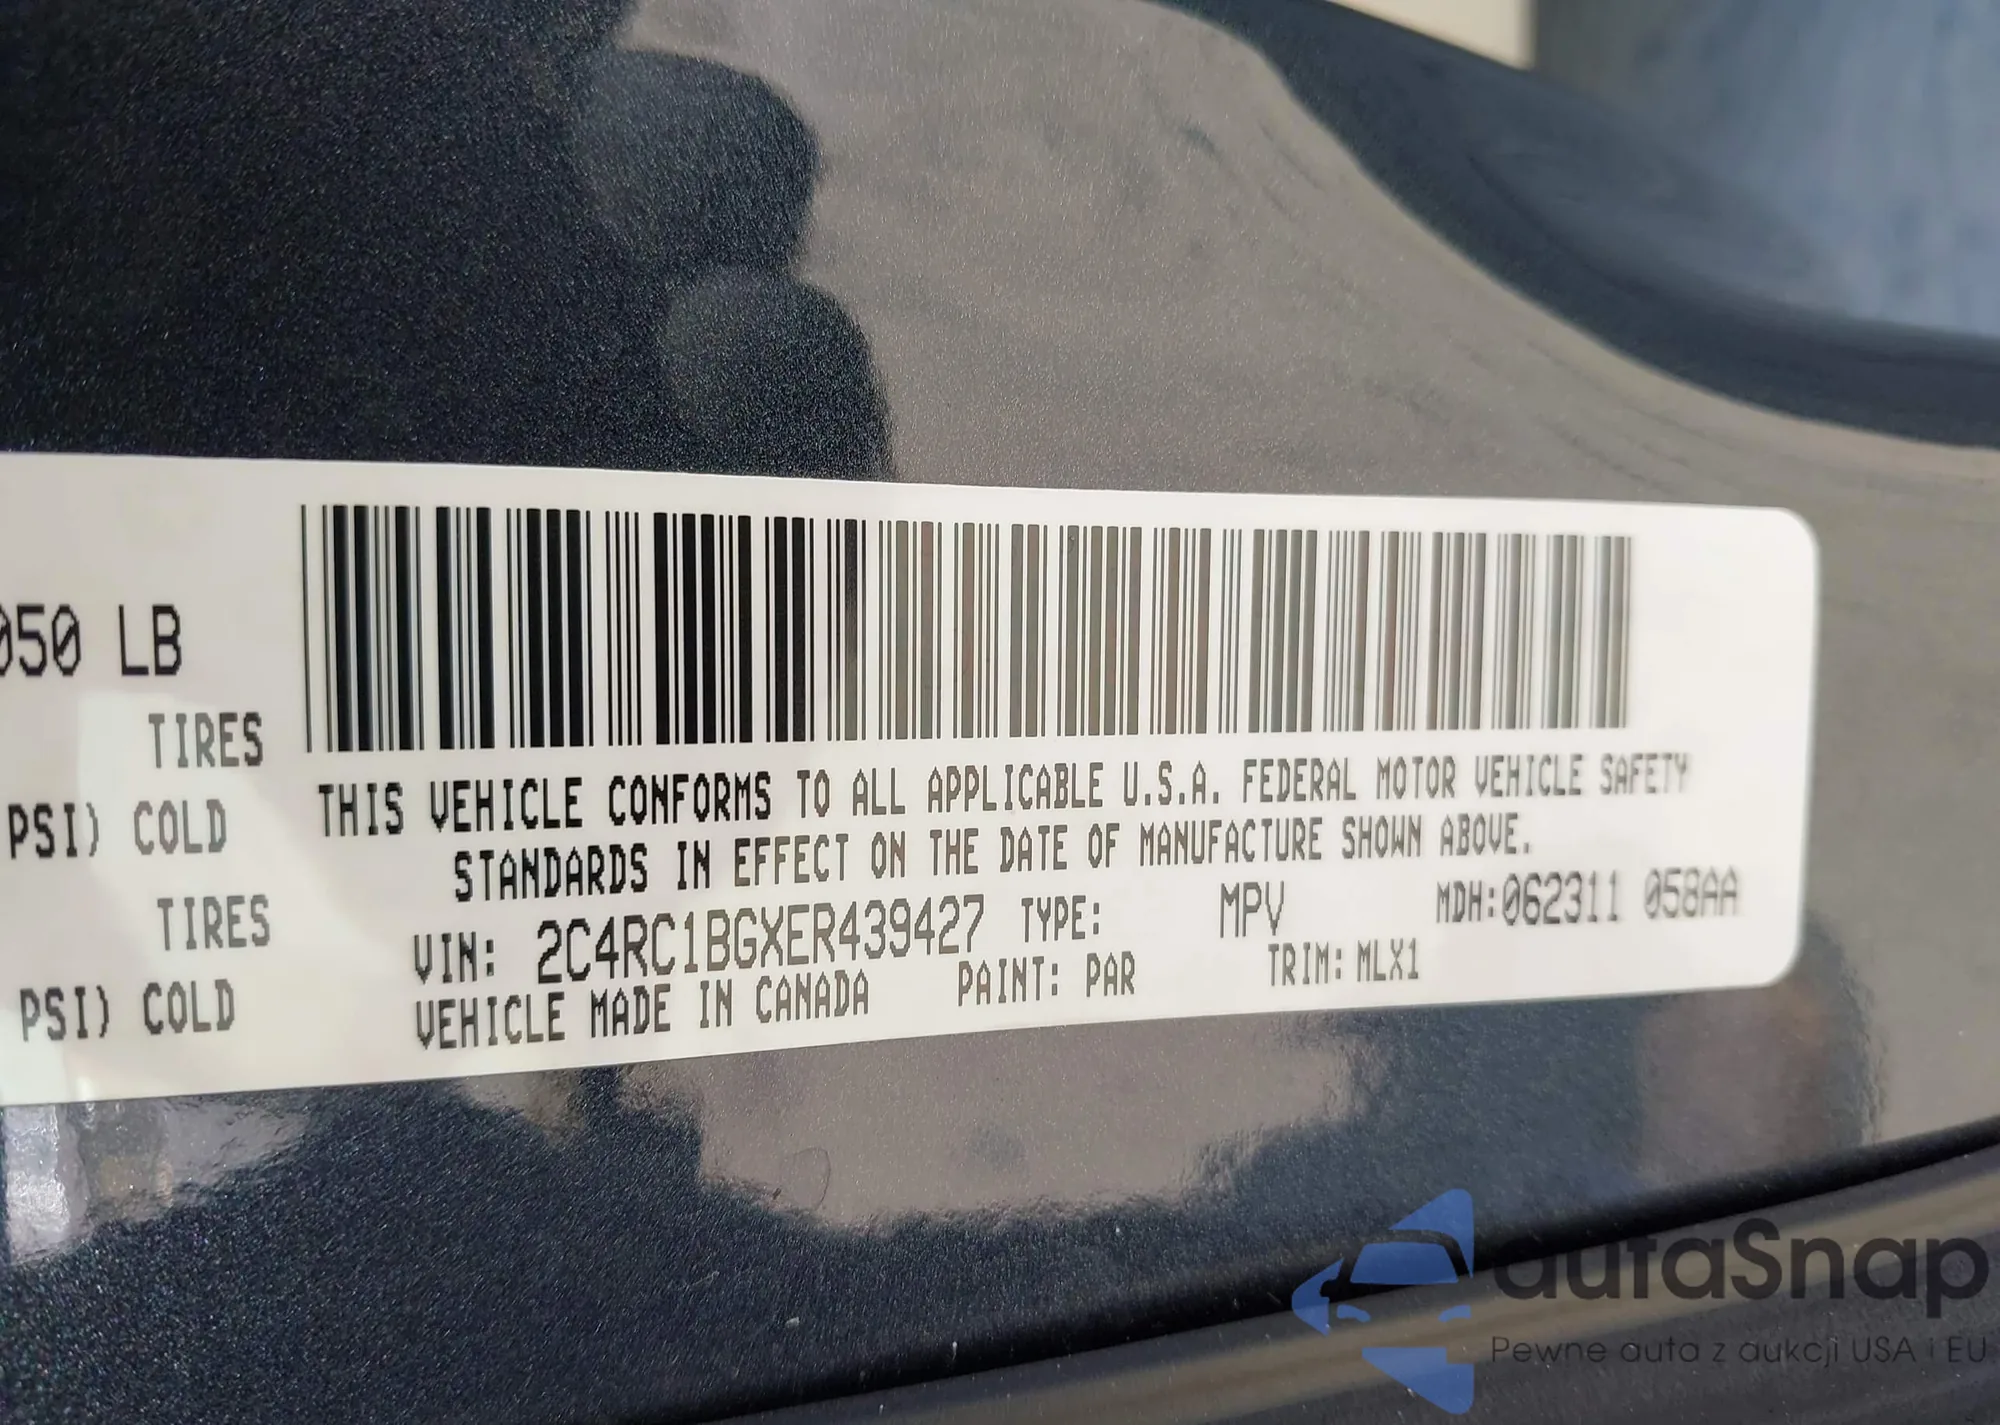 050 LB
TIRES
PSI) COLD
TIRES
PSI) COLD
THIS VEHICLE CONFORMS TO ALL APPLICABLE U.S.A. FEDERAL MOTOR VEHICLE SAFETY
STANDARDS IN EFFECT ON THE DATE OF MANUFACTURE SHOWN ABOVE.
VIN: 2C4RC1BGXER439427 TYPE: MPV MDH:062311 058AA
VEHICLE MADE IN CANADA PAINT: PAR TRIM: MLX1
autaSnap
Pewne auta z aukcji USA i EU